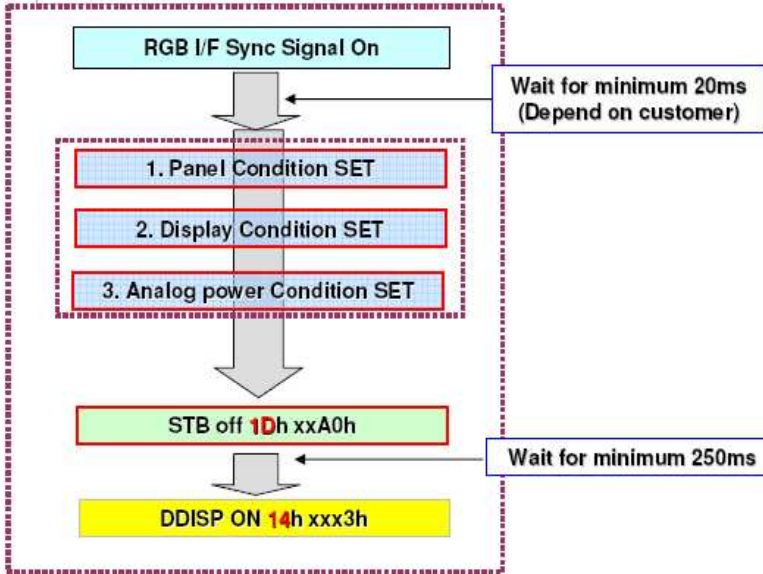 RGB I/F Sync Signal On
Wait for minimum 20ms
(Depend on customer)
1. Panel Condition SET
2. Display Condition SET
3. Analog power Condition SET
STB off 1Dh xxA0h
Wait for minimum 250ms
DDISP ON 14h xxx3h